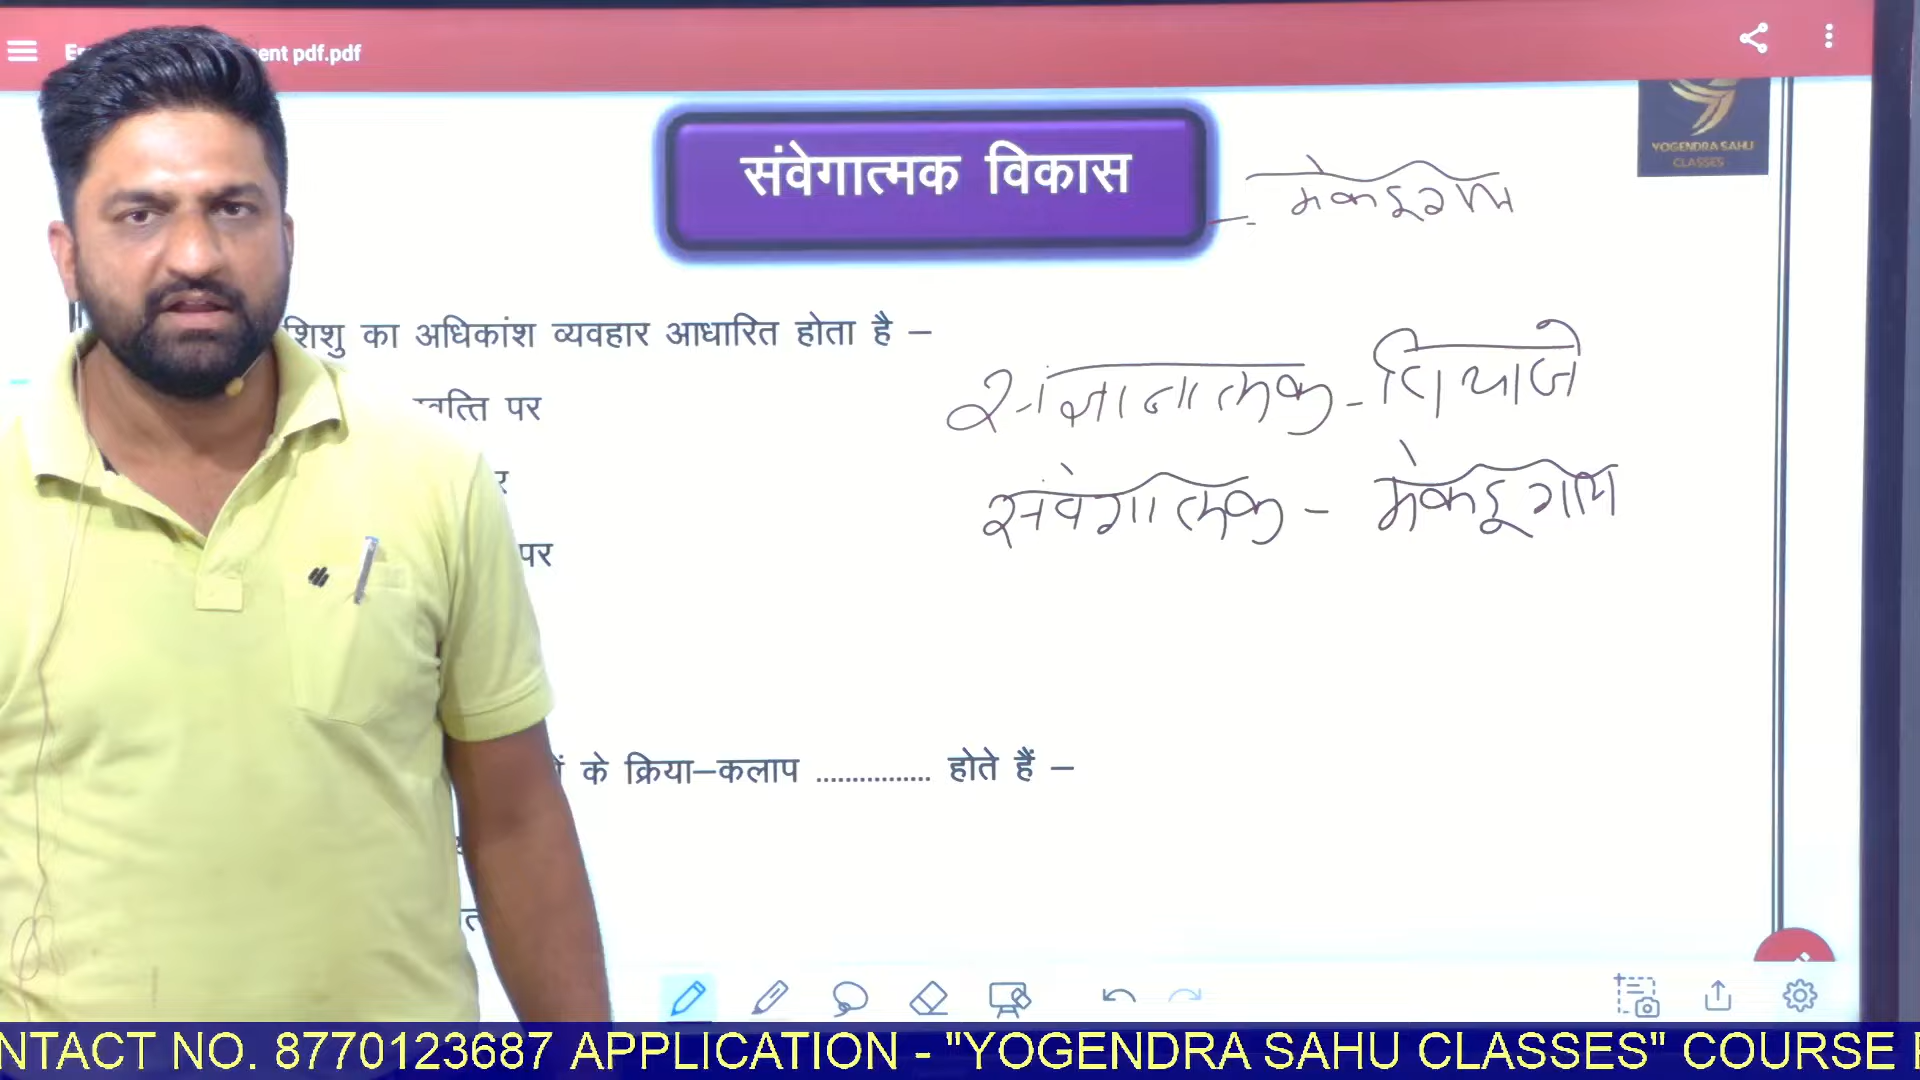 ent pdf.pdf
YOGENDRA SAHU
CLASSES
संवेगात्मक विकास
मेकडूगल
शिशु का अधिकांश व्यवहार आधारित होता है –
संज्ञानात्मक - पियाजे
पर
संवेगात्मक - मेकडूगल
पर
के क्रिया–कलाप ................ होते हैं –
NTACT NO. 8770123687 APPLICATION - "YOGENDRA SAHU CLASSES" COURSE